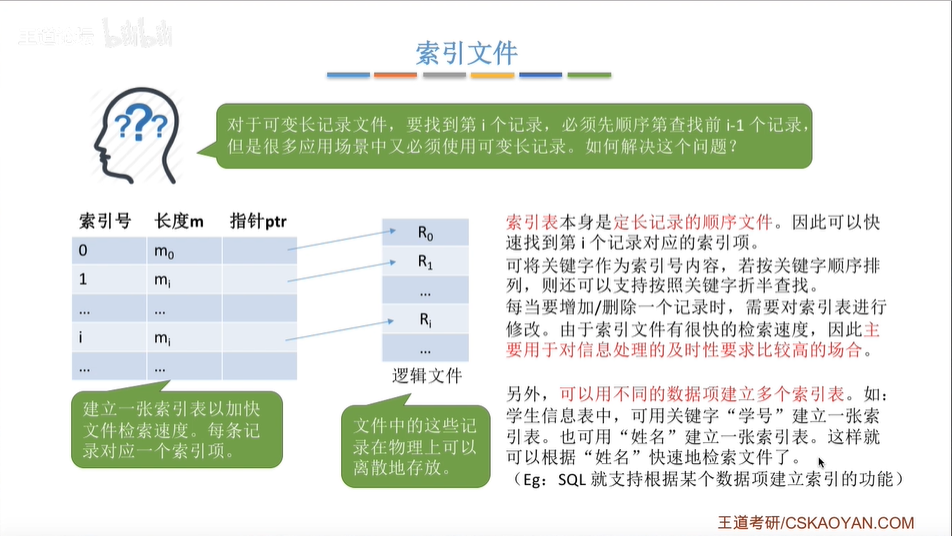 王道论坛 bilibili
索引文件
???
对于可变长记录文件，要找到第 i 个记录，必须先顺序第查找前 i-1 个记录，
但是很多应用场景中又必须使用可变长记录。如何解决这个问题？
索引号 长度m 指针ptr
0 m0
1 mi
... ...
i mi
... ...
R0
R1
...
Ri
...
逻辑文件
建立一张索引表以加快
文件检索速度。每条记
录对应一个索引项。
文件中的这些记
录在物理上可以
离散地存放。
索引表本身是定长记录的顺序文件。因此可以快
速找到第 i 个记录对应的索引项。
可将关键字作为索引号内容，若按关键字顺序排
列，则还可以支持按照关键字折半查找。
每当要增加/删除一个记录时，需要对索引表进行
修改。由于索引文件有很快的检索速度，因此主
要用于对信息处理的及时性要求比较高的场合。
另外，可以用不同的数据项建立多个索引表。如：
学生信息表中，可用关键字“学号”建立一张索
引表。也可用“姓名”建立一张索引表。这样就
可以根据“姓名”快速地检索文件了。
（Eg：SQL 就支持根据某个数据项建立索引的功能）
王道考研/CSKAOYAN.COM